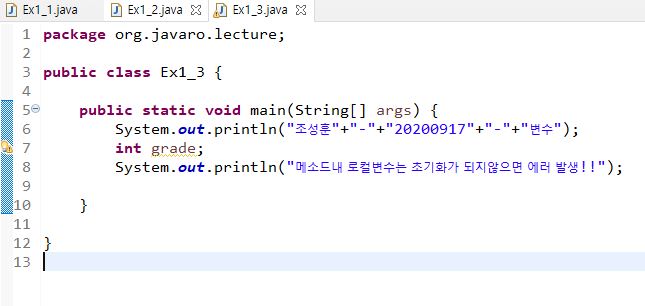 Ex1_1.java Ex1_2.java Ex1_3.java
1 package org.javaro.lecture;
2
3 public class Ex1_3 {
4
5 public static void main(String[] args) {
6 System.out.println("조성훈"+"-"+"20200917"+"-"+"변수");
7 int grade;
8 System.out.println("메소드내 로컬변수는 초기화가 되지않으면 에러 발생!!");
9
10 }
11
12 }
13